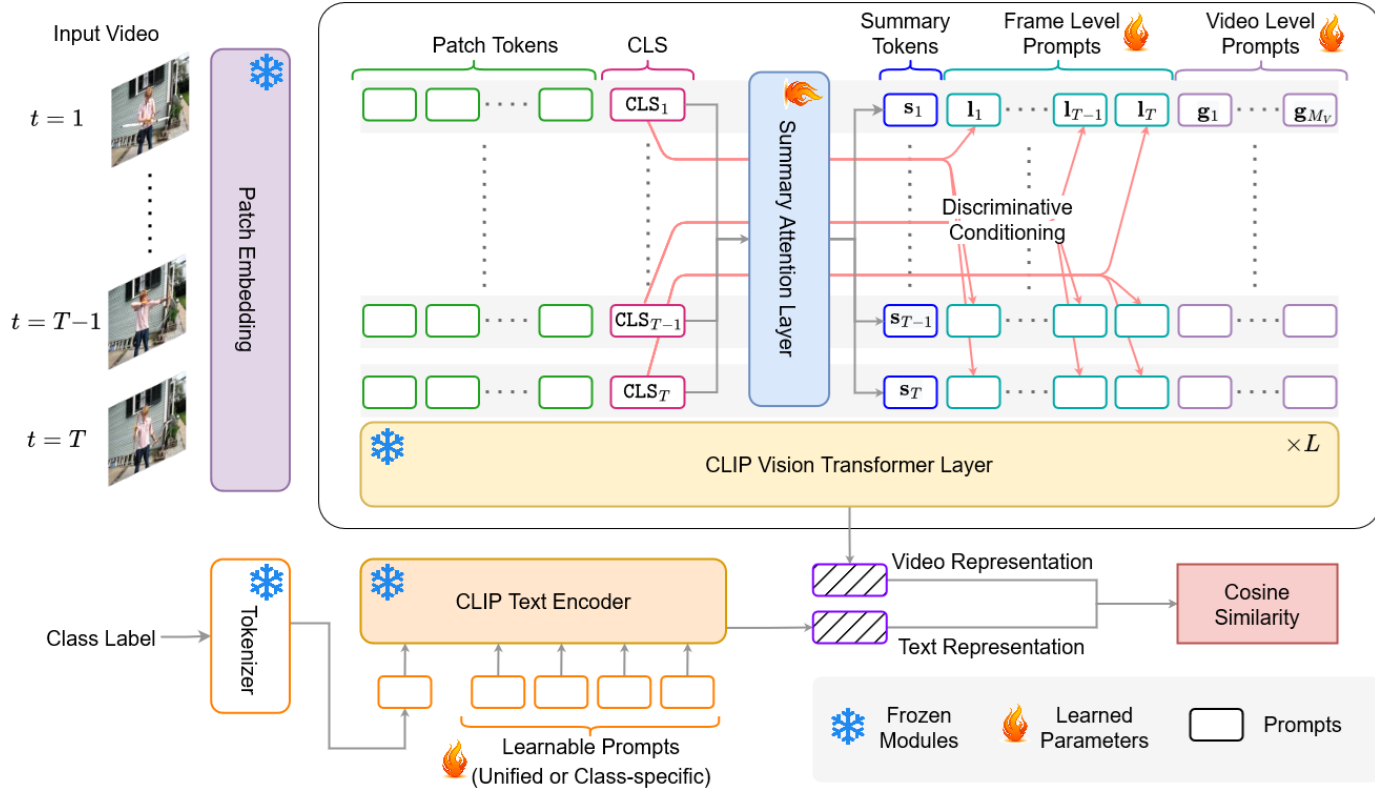 Input Video
t = 1
t = T−1
t = T
Patch Embedding
Patch Tokens
CLS
Summary
Tokens
Frame Level
Prompts
Video Level
Prompts
CLS1
s1
l1
lT−1
lT
g1
gMV
Summary Attention Layer
Discriminative
Conditioning
CLST−1
sT−1
CLST
sT
CLIP Vision Transformer Layer
×L
Class Label
Tokenizer
CLIP Text Encoder
Learnable Prompts
(Unified or Class-specific)
Video Representation
Text Representation
Cosine
Similarity
Frozen
Modules
Learned
Parameters
Prompts